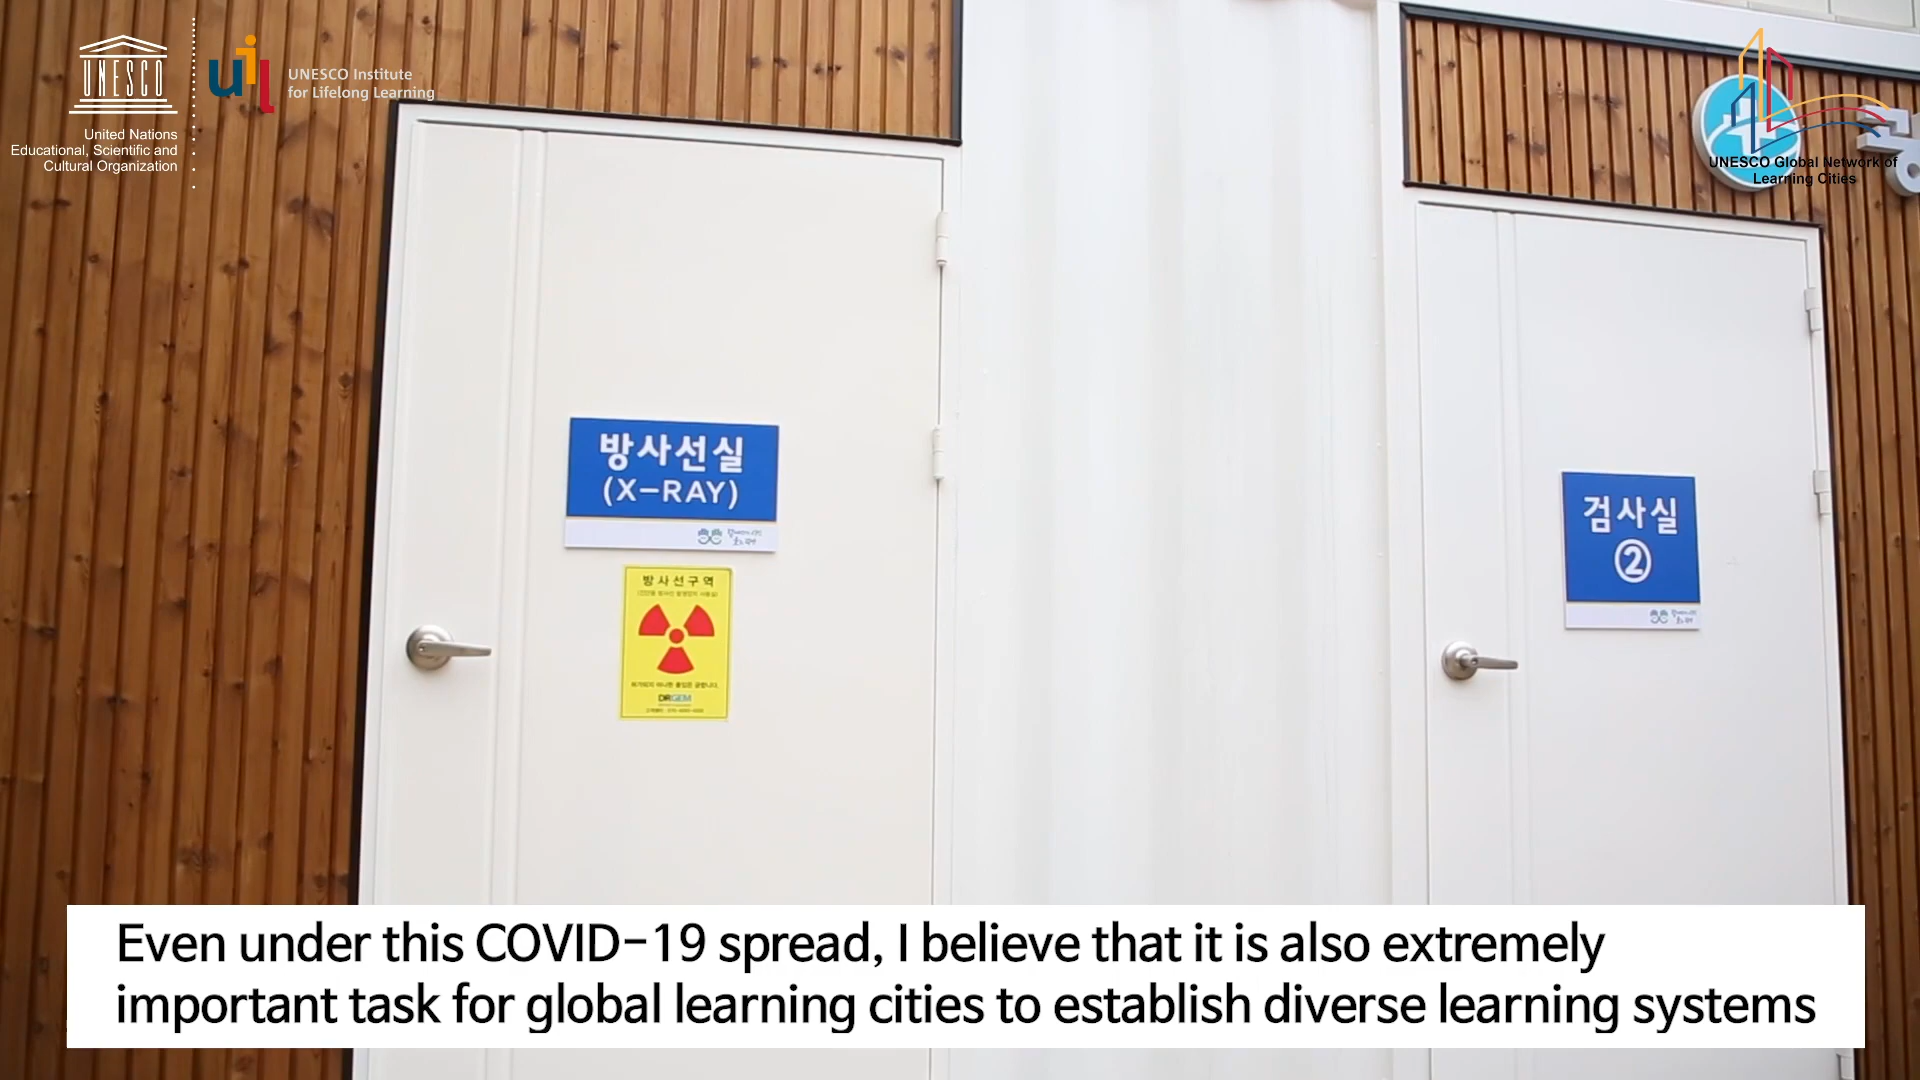 UNESCO
United Nations
Educational, Scientific and
Cultural Organization
uil
UNESCO Institute
for Lifelong Learning
UNESCO Global Network of
Learning Cities
방사선실
(X-RAY)
방사선구역
DRGEM
검사실
②
Even under this COVID-19 spread, I believe that it is also extremely
important task for global learning cities to establish diverse learning systems